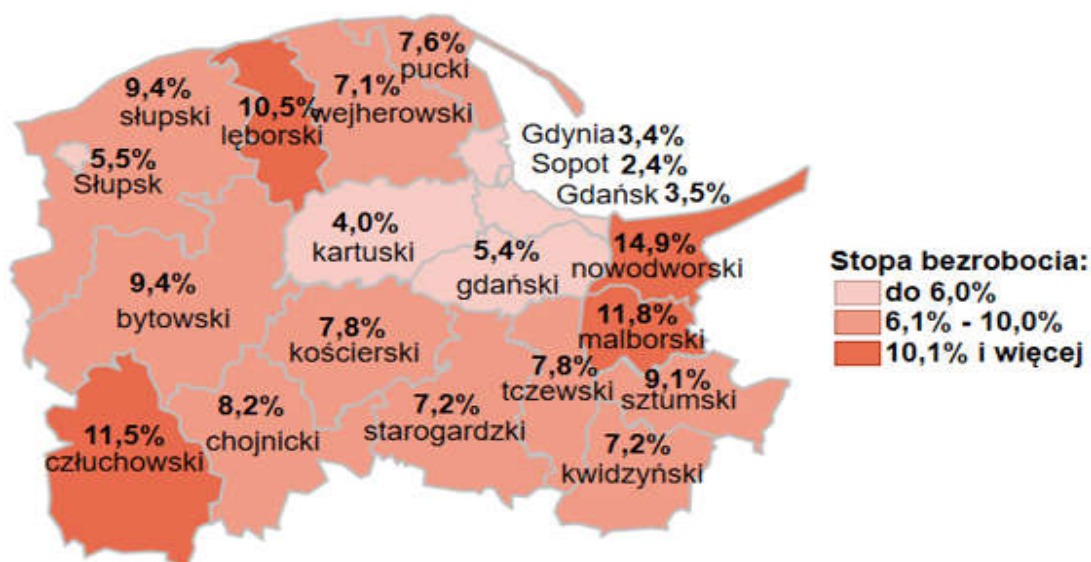 7,6%
pucki
9,4%
słupski
7,1%
wejherowski
10,5%
lęborski
Gdynia 3,4%
Sopot 2,4%
Gdańsk 3,5%
5,5%
Słupsk
4,0%
kartuski
5,4%
gdański
14,9%
nowodworski
9,4%
bytowski
7,8%
kościerski
11,8%
malborski
7,8%
tczewski
9,1%
sztumski
8,2%
chojnicki
7,2%
starogardzki
11,5%
człuchowski
7,2%
kwidzyński
Stopa bezrobocia:
do 6,0%
6,1% - 10,0%
10,1% i więcej